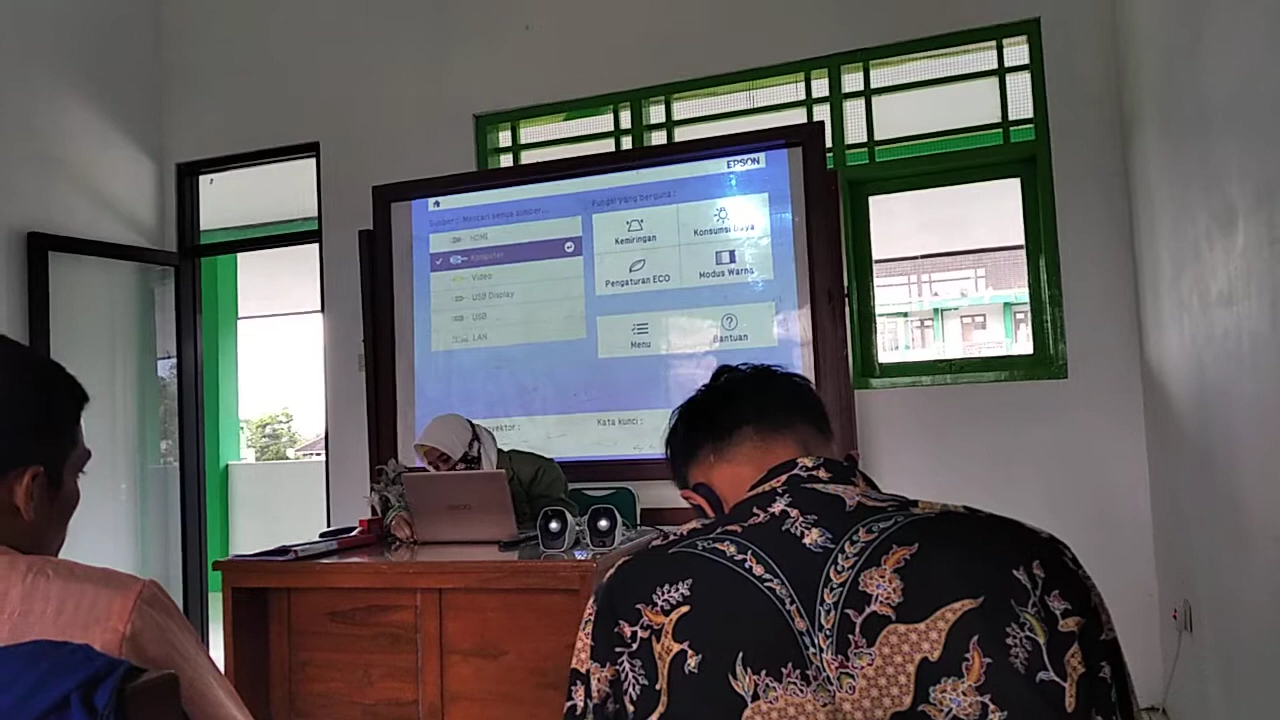 EPSON
Sumber : Mencari semua sumber...
Fungsi yang berguna :
HDMI
Komputer
Video
USB Display
USB
LAN
Kemiringan
Konsumsi Daya
Pengaturan ECO
Modus Warna
Menu
Bantuan
Kata kunci :